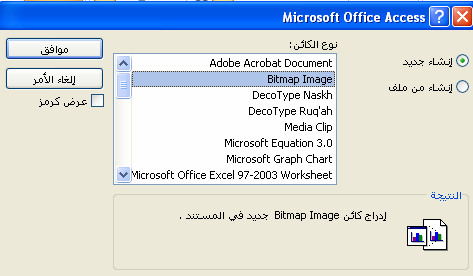 Microsoft Office Access
إنشاء جديد
إنشاء من ملف
نوع الكائن:
Adobe Acrobat Document
Bitmap Image
DecoType Naskh
DecoType Ruq'ah
Media Clip
Microsoft Equation 3.0
Microsoft Graph Chart
Microsoft Office Excel 97-2003 Worksheet
موافق
إلغاء الأمر
عرض كرمز
النتيجة
إدراج كائن Bitmap Image جديد في المستند .